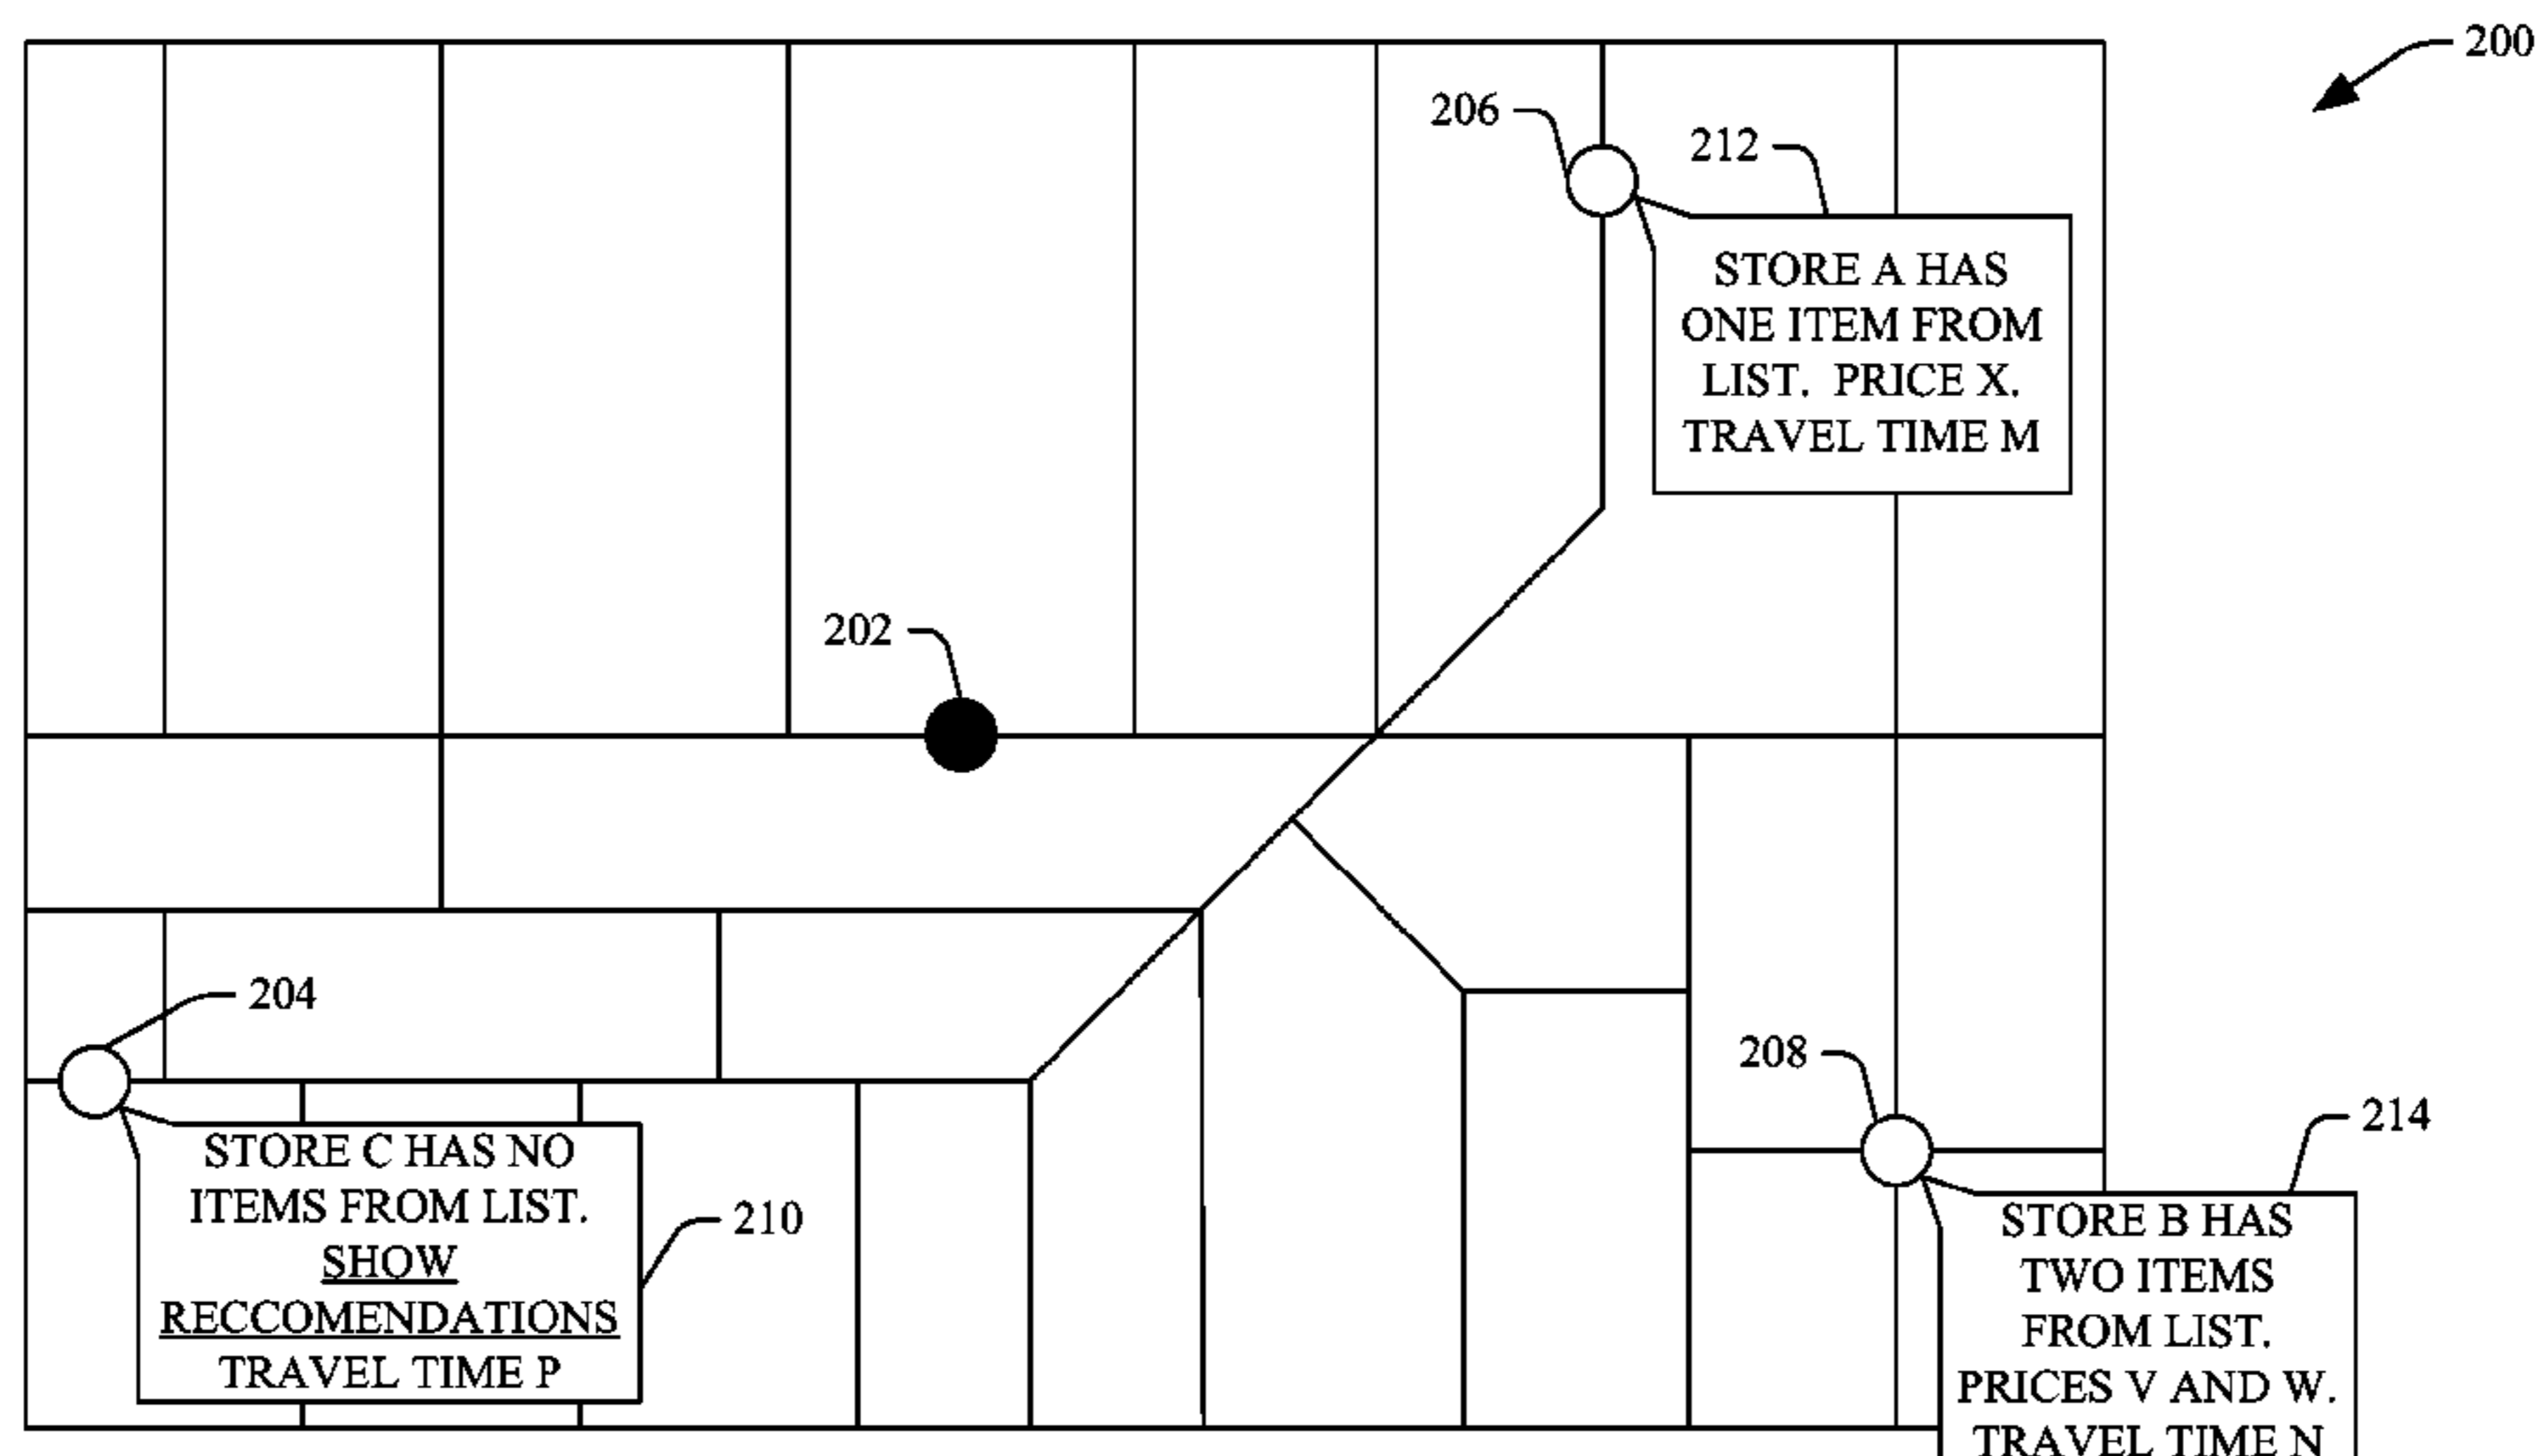 200
206
212
STORE A HAS
ONE ITEM FROM
LIST. PRICE X.
TRAVEL TIME M
202
204
208
214
STORE C HAS NO
ITEMS FROM LIST.
SHOW
RECCOMENDATIONS
TRAVEL TIME P
210
STORE B HAS
TWO ITEMS
FROM LIST.
PRICES V AND W.
TRAVEL TIME N